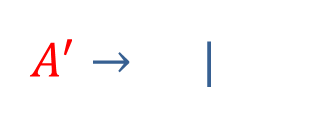 A′ → |